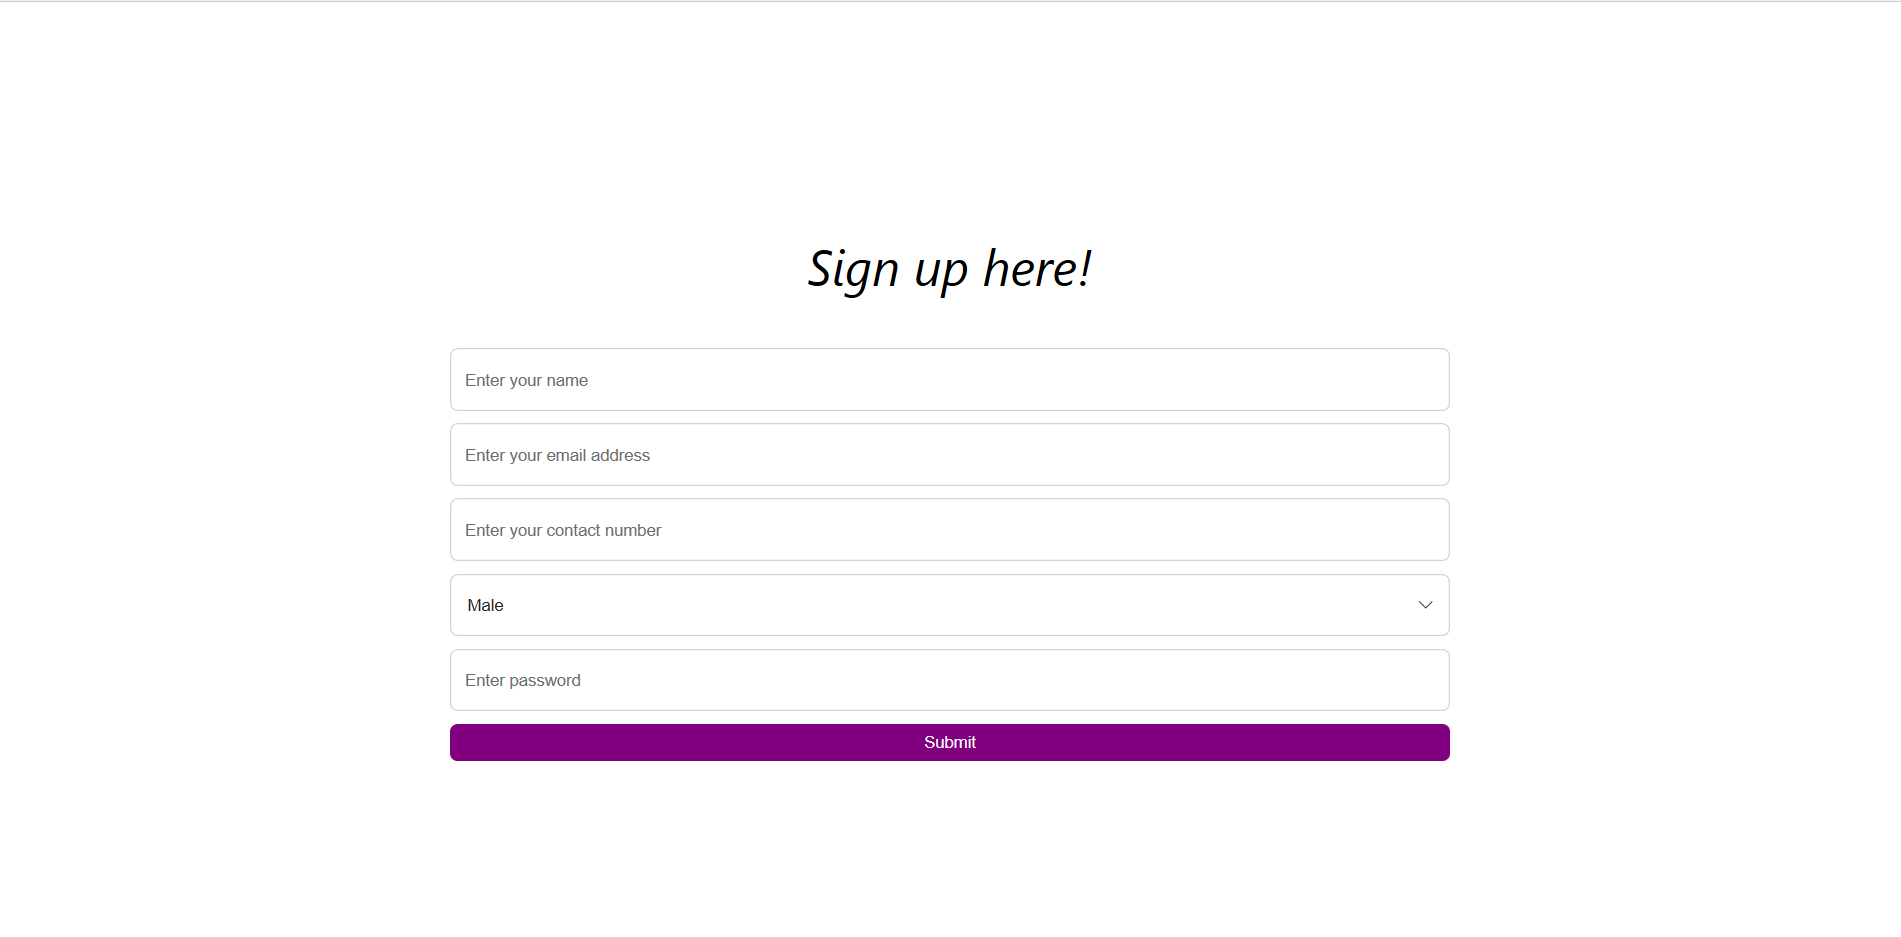 Sign up here!
Enter your name
Enter your email address
Enter your contact number
Male
Enter password
Submit